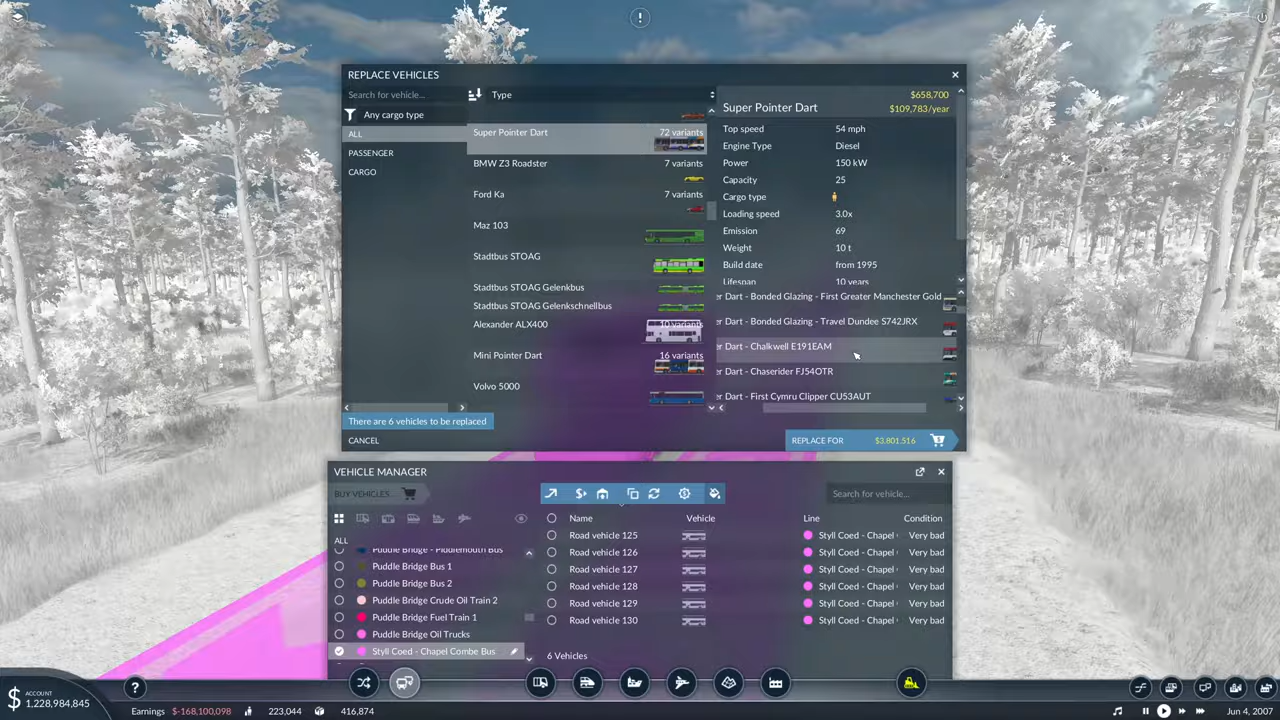 REPLACE VEHICLES
Search for vehicle...
Type
Any cargo type
ALL
PASSENGER
CARGO
Super Pointer Dart
72 variants
BMW Z3 Roadster
7 variants
Ford Ka
7 variants
Maz 103
Stadtbus STOAG
Stadtbus STOAG Gelenkbus
Stadtbus STOAG Gelenkschnellbus
Alexander ALX400
10 variants
Mini Pointer Dart
16 variants
Volvo 5000
$658,700
Super Pointer Dart
$109,783/year
Top speed 54 mph
Engine Type Diesel
Power 150 kW
Capacity 25
Cargo type
Loading speed 3.0x
Emission 69
Weight 10 t
Build date from 1995
Lifespan 10 years
er Dart - Bonded Glazing - First Greater Manchester Gold
er Dart - Bonded Glazing - Travel Dundee S742JRX
er Dart - Chalkwell E191EAM
er Dart - Chaserider FJ54OTR
er Dart - First Cymru Clipper CU53AUT
There are 6 vehicles to be replaced
CANCEL
REPLACE FOR $3,801,516
VEHICLE MANAGER
BUY VEHICLES...
Search for vehicle...
ALL
Puddle Bridge - Piddlemouth Bus
Puddle Bridge Bus 1
Puddle Bridge Bus 2
Puddle Bridge Crude Oil Train 2
Puddle Bridge Fuel Train 1
Puddle Bridge Oil Trucks
Styll Coed - Chapel Combe Bus
Name Vehicle Line Condition
Road vehicle 125 Styll Coed - Chapel Very bad
Road vehicle 126 Styll Coed - Chapel Very bad
Road vehicle 127 Styll Coed - Chapel Very bad
Road vehicle 128 Styll Coed - Chapel Very bad
Road vehicle 129 Styll Coed - Chapel Very bad
Road vehicle 130 Styll Coed - Chapel Very bad
6 Vehicles
?
$ ACCOUNT
1,228,984,845
Earnings $-168,100,098 223,044 416,874
Jun 4, 2007